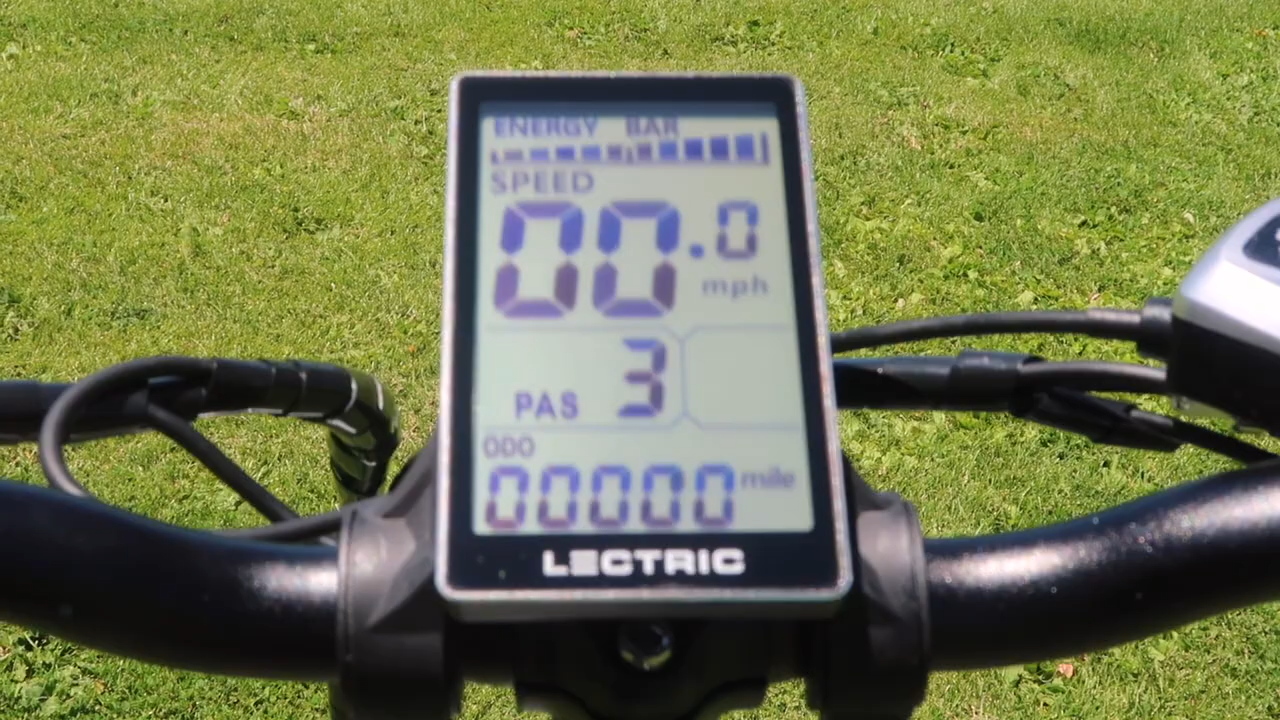 ENERGY BAR
SPEED
00.0
mph
PAS 3
ODO
00000 mile
LECTRIC